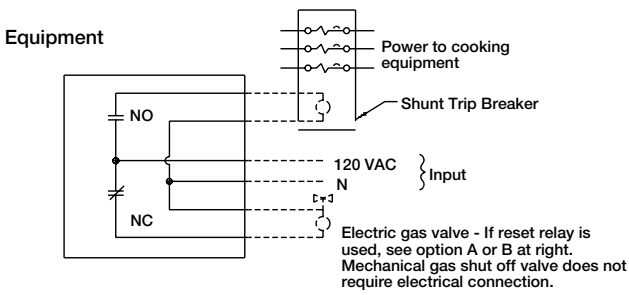 Equipment
Power to cooking
equipment
Shunt Trip Breaker
NO
120 VAC
Input
N
NC
Electric gas valve - If reset relay is
used, see option A or B at right.
Mechanical gas shut off valve does not
require electrical connection.